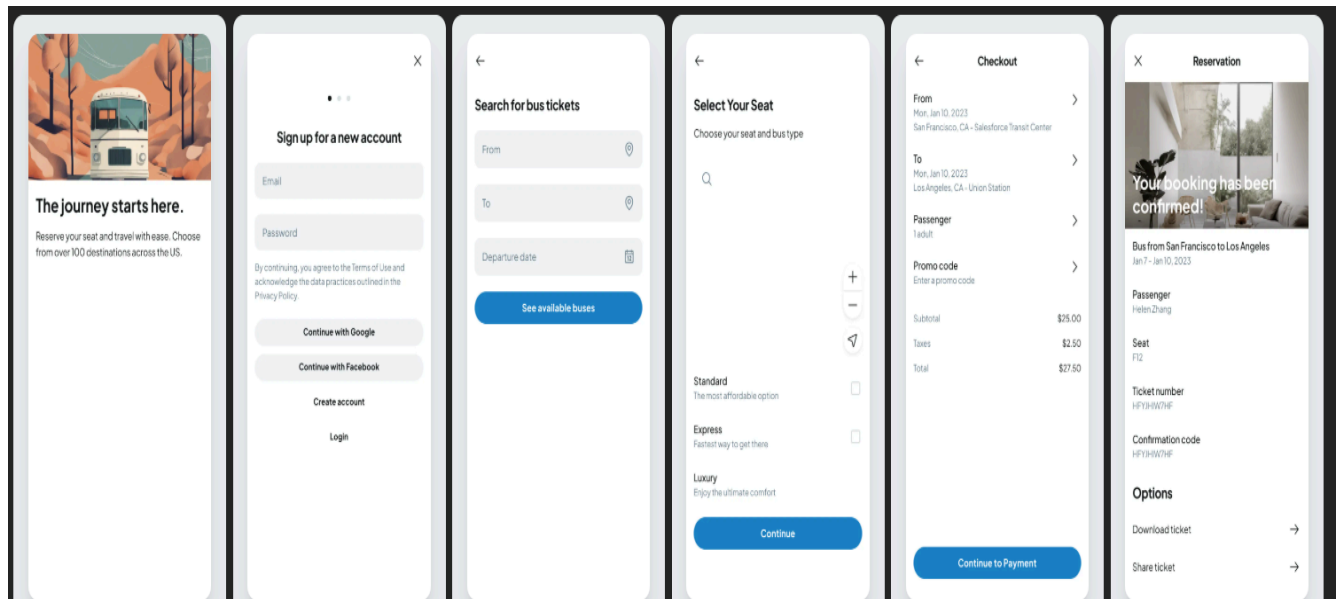 The journey starts here.
Reserve your seat and travel with ease. Choose
from over 100 destinations across the US.
X
Sign up for a new account
Email
Password
By continuing, you agree to the Terms of Use and
acknowledge the data practices outlined in the
Privacy Policy.
Continue with Google
Continue with Facebook
Create account
Login
Search for bus tickets
From
To
Departure date
See available buses
Select Your Seat
Choose your seat and bus type
Standard
The most affordable option
Express
Fastest way to get there
Luxury
Enjoy the ultimate comfort
Continue
Checkout
From
Mon, Jan 10, 2023
San Francisco, CA - Salesforce Transit Center
To
Mon, Jan 10, 2023
Los Angeles, CA - Union Station
Passenger
1 adult
Promo code
Enter a promo code
Subtotal $25.00
Taxes $2.50
Total $27.50
Continue to Payment
X Reservation
Your booking has been
confirmed!
Bus from San Francisco to Los Angeles
Jan 7 - Jan 10, 2023
Passenger
Helen Zhang
Seat
F12
Ticket number
HFYJHIW7HF
Confirmation code
HFYJHIW7HF
Options
Download ticket
Share ticket